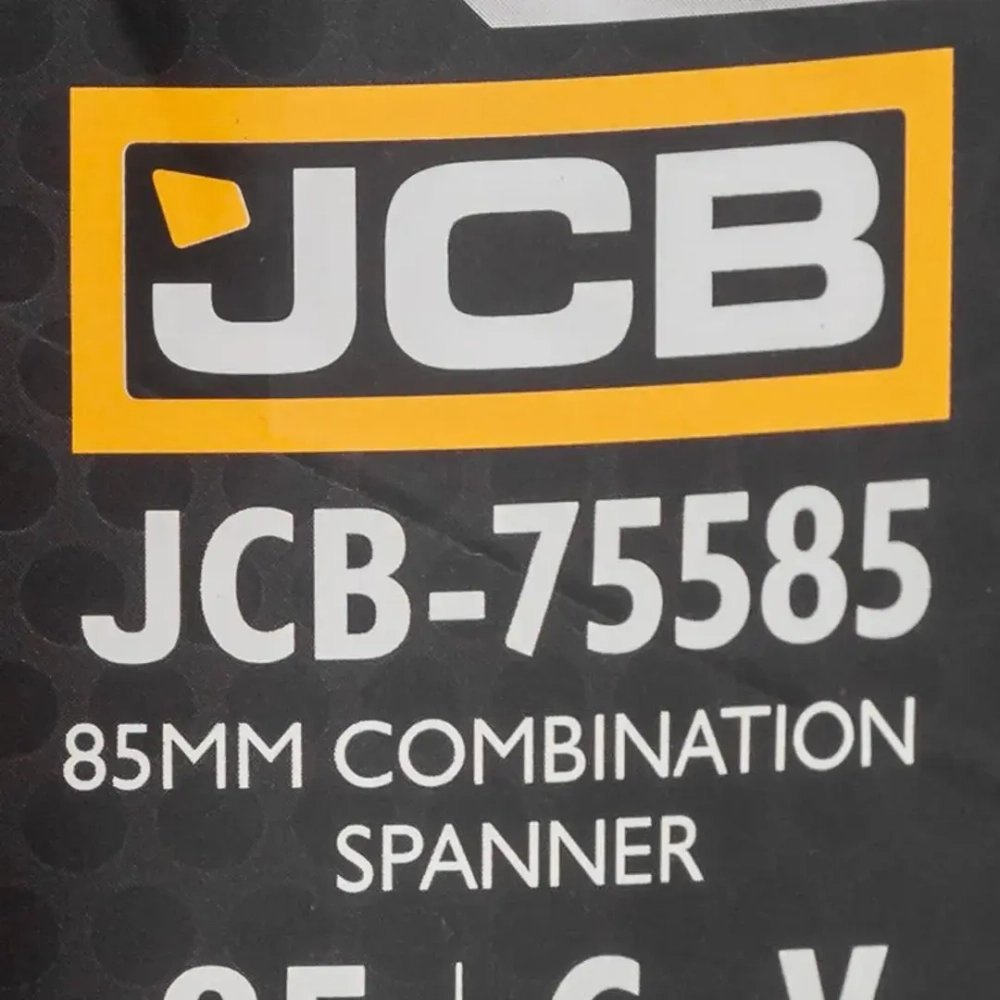 JCB
JCB-75585
85MM COMBINATION
SPANNER